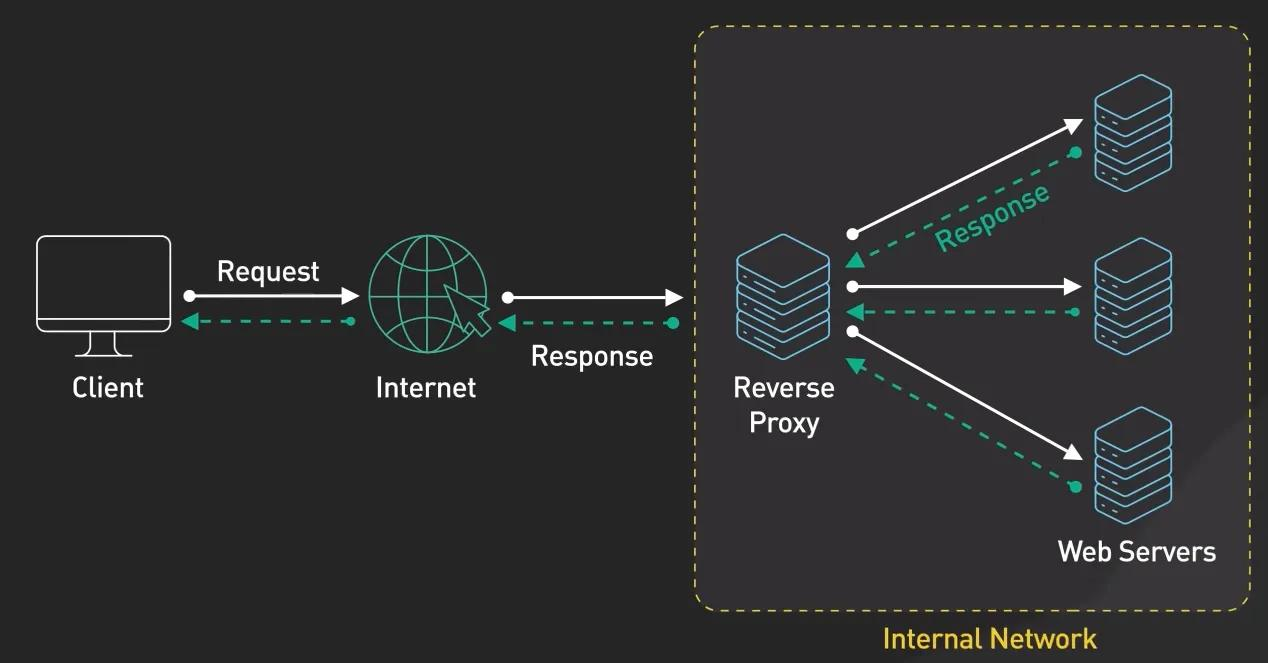 Request
Client
Internet
Response
Response
Reverse
Proxy
Web Servers
Internal Network